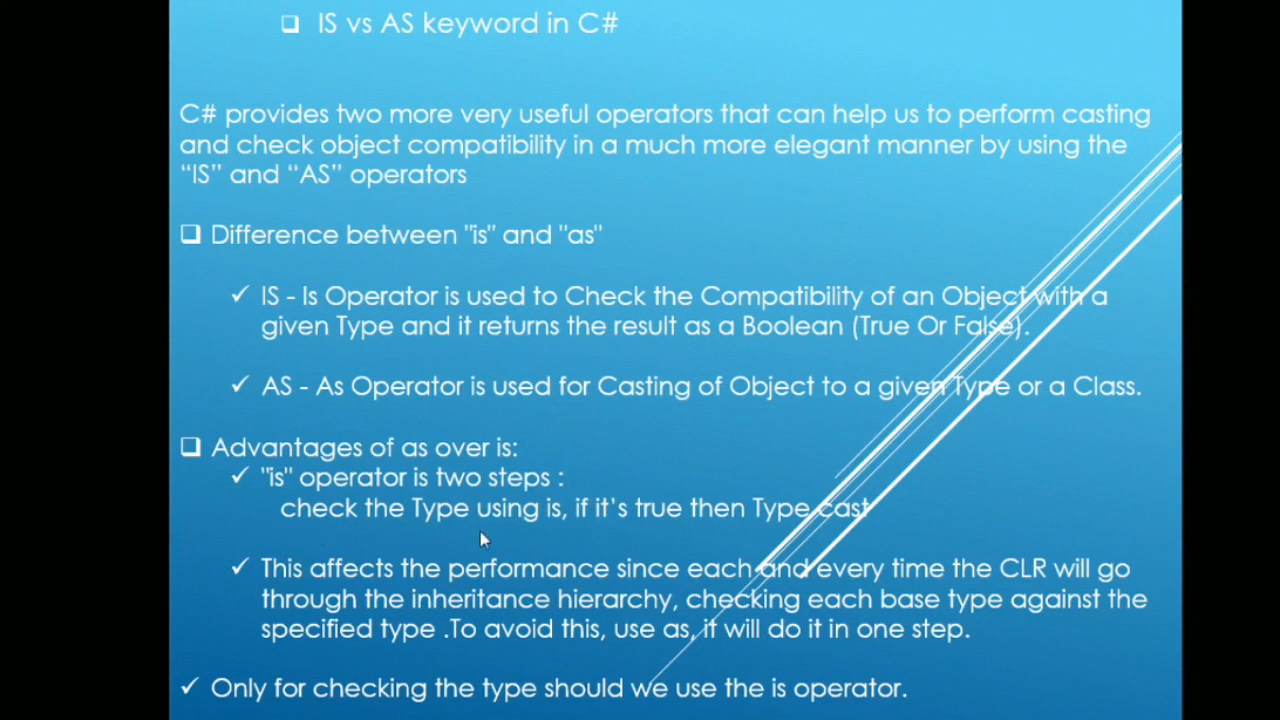 IS vs AS keyword in C#
C# provides two more very useful operators that can help us to perform casting
and check object compatibility in a much more elegant manner by using the
“IS” and “AS” operators
Difference between "is" and "as"
IS - Is Operator is used to Check the Compatibility of an Object with a
given Type and it returns the result as a Boolean (True Or False).
AS - As Operator is used for Casting of Object to a given Type or a Class.
Advantages of as over is:
"is" operator is two steps :
check the Type using is, if it’s true then Type cast
This affects the performance since each and every time the CLR will go
through the inheritance hierarchy, checking each base type against the
specified type .To avoid this, use as, it will do it in one step.
Only for checking the type should we use the is operator.